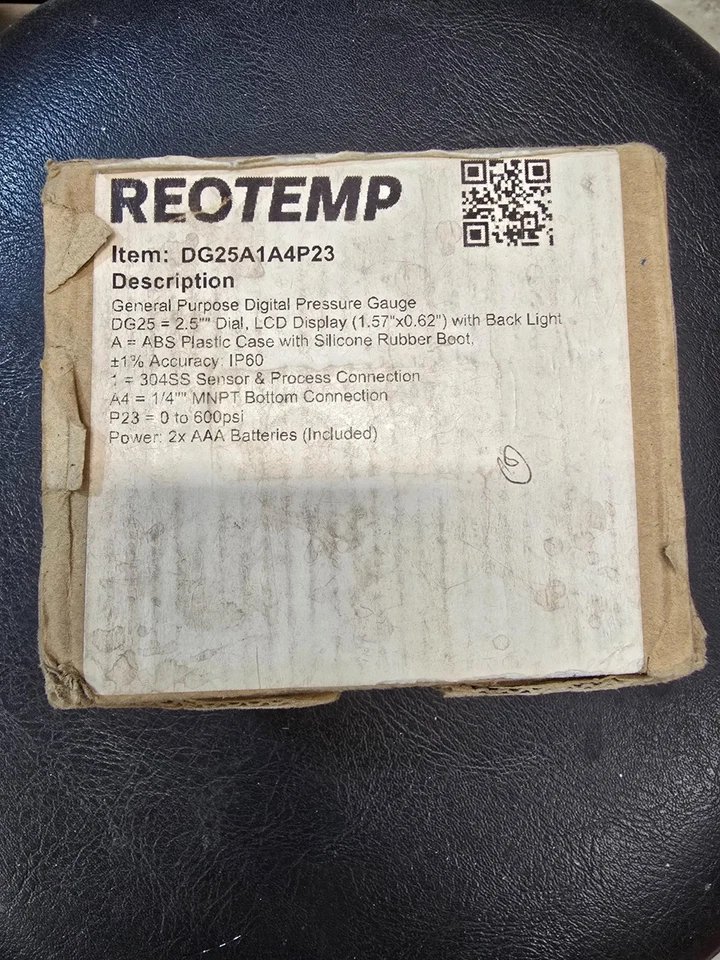 REOTEMP
Item: DG25A1A4P23
Description
General Purpose Digital Pressure Gauge
DG25 = 2.5"" Dial, LCD Display (1.57"x0.62") with Back Light
A = ABS Plastic Case with Silicone Rubber Boot,
±1% Accuracy: IP60
1 = 304SS Sensor & Process Connection
A4 = 1/4"" MNPT Bottom Connection
P23 = 0 to 600psi
Power: 2x AAA Batteries (Included)